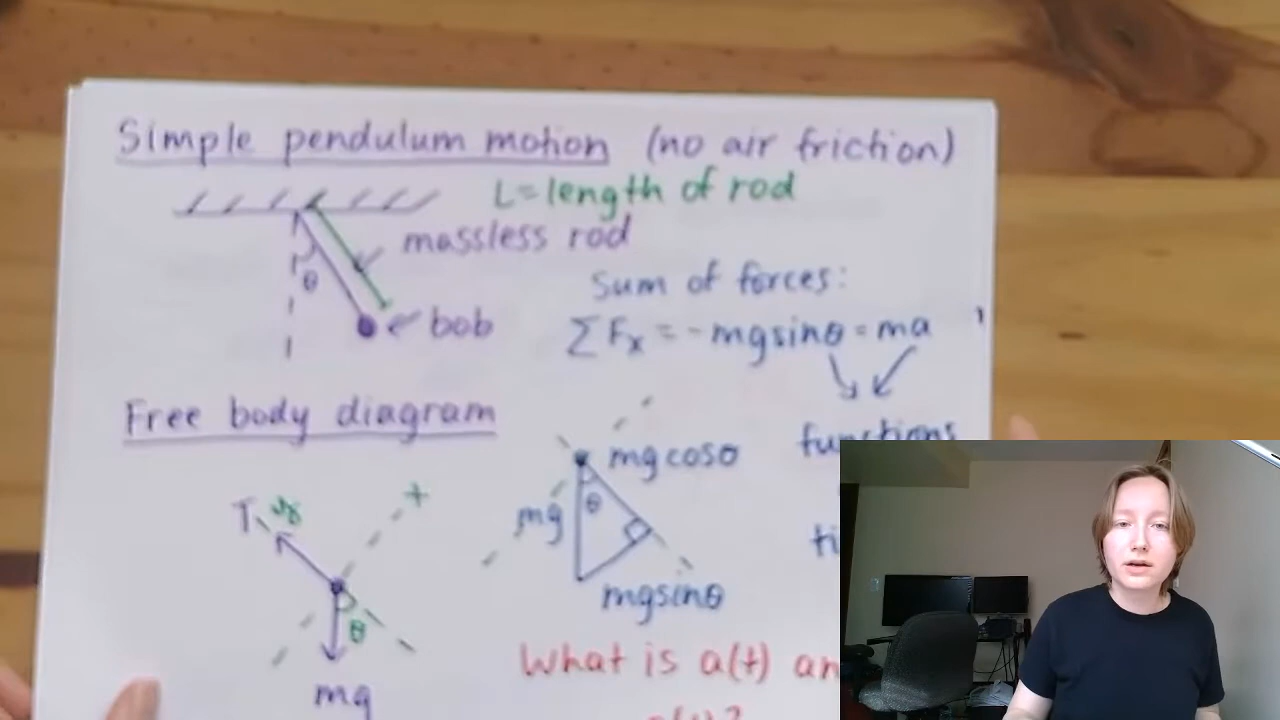 Simple pendulum motion (no air friction)
L=length of rod
massless rod
θ
bob
Sum of forces:
ΣFx = -mgsinθ = ma
functions
Free body diagram
mgcosθ
mg
θ
mgsinθ
T
+
θ
mg
What is a(t) an